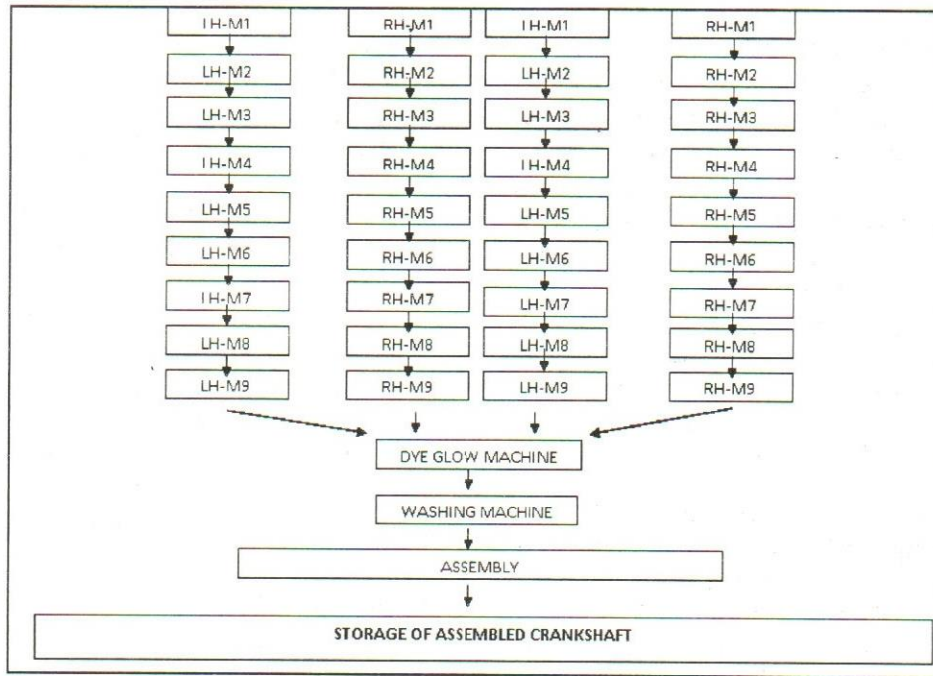 LH-M1 RH-M1 LH-M1 RH-M1
LH-M2 RH-M2 LH-M2 RH-M2
LH-M3 RH-M3 LH-M3 RH-M3
LH-M4 RH-M4 LH-M4 RH-M4
LH-M5 RH-M5 LH-M5 RH-M5
LH-M6 RH-M6 LH-M6 RH-M6
LH-M7 RH-M7 LH-M7 RH-M7
LH-M8 RH-M8 LH-M8 RH-M8
LH-M9 RH-M9 LH-M9 RH-M9
DYE GLOW MACHINE
WASHING MACHINE
ASSEMBLY
STORAGE OF ASSEMBLED CRANKSHAFT